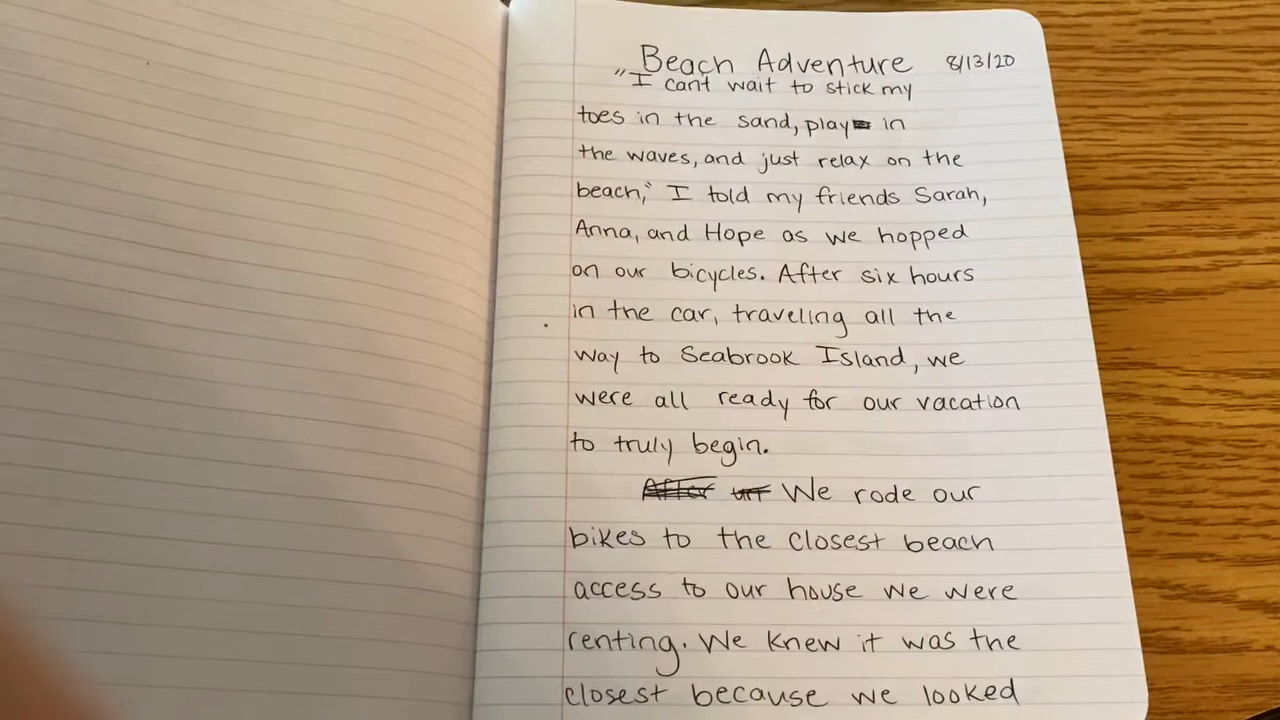 Beach Adventure 8/13/20
"I cant wait to stick my
toes in the sand, play in
the waves, and just relax on the
beach," I told my friends Sarah,
Anna, and Hope as we hopped
on our bicycles. After six hours
in the car, traveling all the
way to Seabrook Island, we
were all ready for our vacation
to truly begin.
After We rode our
bikes to the closest beach
access to our house we were
renting. We knew it was the
closest because we looked